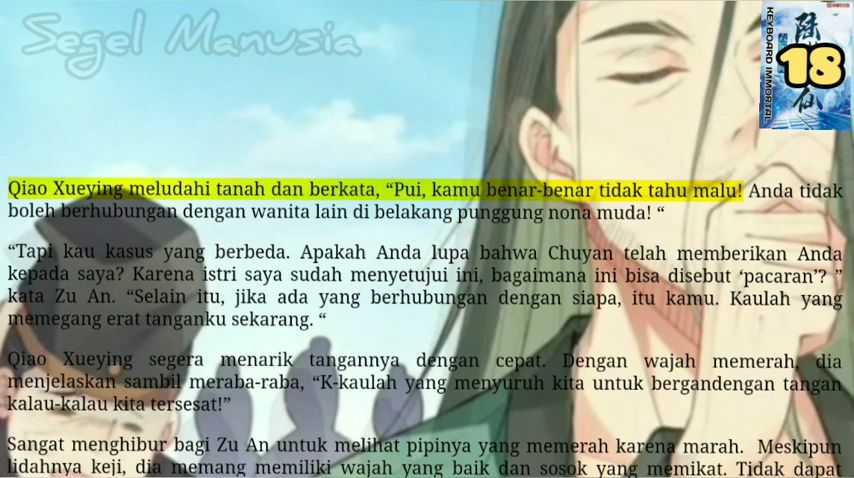 Segel Manusia
KEYBOARD IMMORTAL
18
Qiao Xueying meludahi tanah dan berkata, “Pui, kamu benar-benar tidak tahu malu! Anda tidak
boleh berhubungan dengan wanita lain di belakang punggung nona muda! “
“Tapi kau kasus yang berbeda. Apakah Anda lupa bahwa Chuyan telah memberikan Anda
kepada saya? Karena istri saya sudah menyetujui ini, bagaimana ini bisa disebut ‘pacaran’? ”
kata Zu An. “Selain itu, jika ada yang berhubungan dengan siapa, itu kamu. Kaulah yang
memegang erat tanganku sekarang. “
Qiao Xueying segera menarik tangannya dengan cepat. Dengan wajah memerah, dia
menjelaskan sambil meraba-raba, “K-kaulah yang menyuruh kita untuk bergandengan tangan
kalau-kalau kita tersesat!”
Sangat menghibur bagi Zu An untuk melihat pipinya yang memerah karena marah. Meskipun
lidahnya keji, dia memang memiliki wajah yang baik dan sosok yang memikat. Tidak dapat